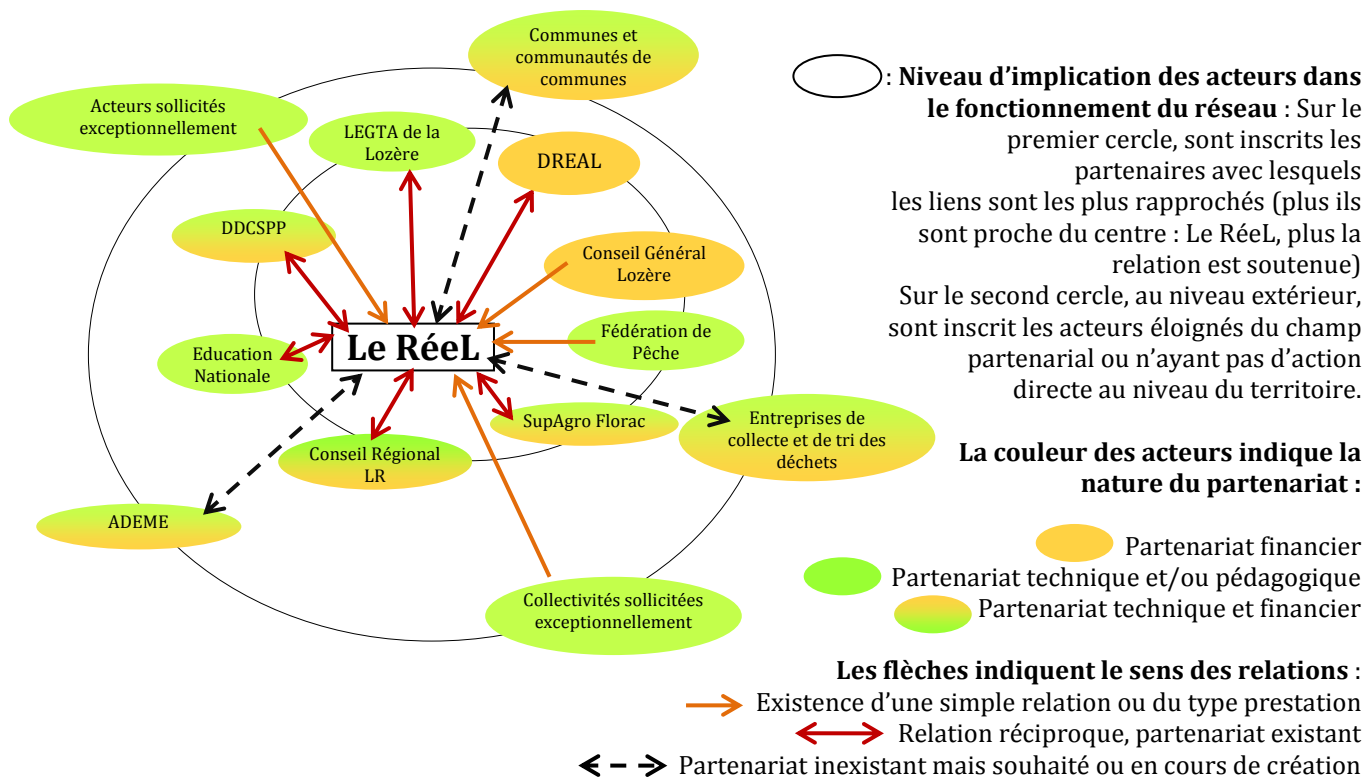 Communes et
communautés de
communes
Acteurs sollicités
exceptionnellement
LEGTA de la
Lozère
DREAL
DDCSPP
Conseil Général
Lozère
Le RéeL
Fédération de
Pêche
Education
Nationale
SupAgro Florac
Entreprises de
collecte et de tri des
déchets
Conseil Régional
LR
ADEME
Collectivités sollicitées
exceptionnellement
: Niveau d'implication des acteurs dans
le fonctionnement du réseau : Sur le
premier cercle, sont inscrits les
partenaires avec lesquels
les liens sont les plus rapprochés (plus ils
sont proche du centre : Le RéeL, plus la
relation est soutenue)
Sur le second cercle, au niveau extérieur,
sont inscrit les acteurs éloignés du champ
partenarial ou n'ayant pas d'action
directe au niveau du territoire.
La couleur des acteurs indique la
nature du partenariat :
Partenariat financier
Partenariat technique et/ou pédagogique
Partenariat technique et financier
Les flèches indiquent le sens des relations :
Existence d'une simple relation ou du type prestation
Relation réciproque, partenariat existant
Partenariat inexistant mais souhaité ou en cours de création